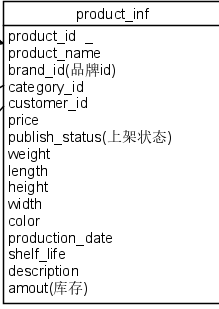 product_inf
product_id _
product_name
brand_id(品牌id)
category_id
customer_id
price
publish_status(上架状态)
weight
length
height
width
color
production_date
shelf_life
description
amout(库存)